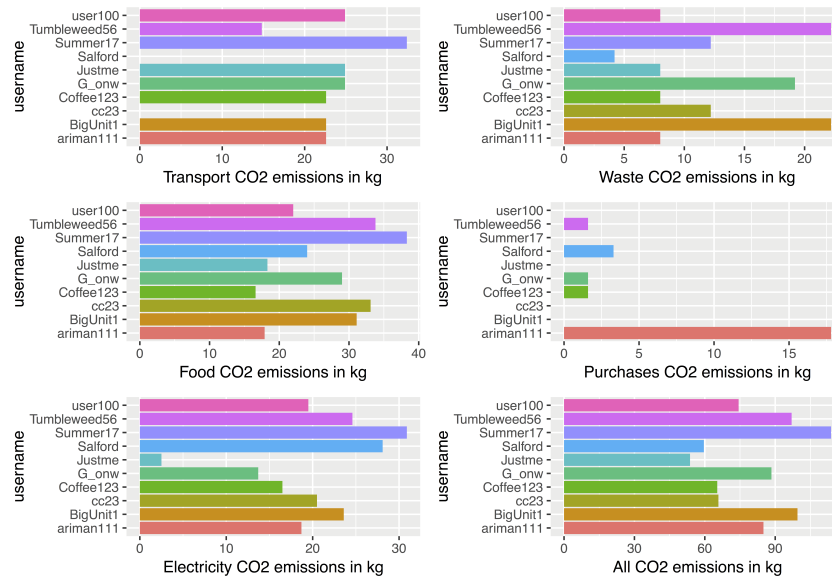 username
user100
Tumbleweed56
Summer17
Salford
Justme
G_onw
Coffee123
cc23
BigUnit1
ariman111
0 10 20 30
Transport CO2 emissions in kg
username
user100
Tumbleweed56
Summer17
Salford
Justme
G_onw
Coffee123
cc23
BigUnit1
ariman111
0 5 10 15 20
Waste CO2 emissions in kg
username
user100
Tumbleweed56
Summer17
Salford
Justme
G_onw
Coffee123
cc23
BigUnit1
ariman111
0 10 20 30 40
Food CO2 emissions in kg
username
user100
Tumbleweed56
Summer17
Salford
Justme
G_onw
Coffee123
cc23
BigUnit1
ariman111
0 5 10 15
Purchases CO2 emissions in kg
username
user100
Tumbleweed56
Summer17
Salford
Justme
G_onw
Coffee123
cc23
BigUnit1
ariman111
0 10 20 30
Electricity CO2 emissions in kg
username
user100
Tumbleweed56
Summer17
Salford
Justme
G_onw
Coffee123
cc23
BigUnit1
ariman111
0 30 60 90
All CO2 emissions in kg